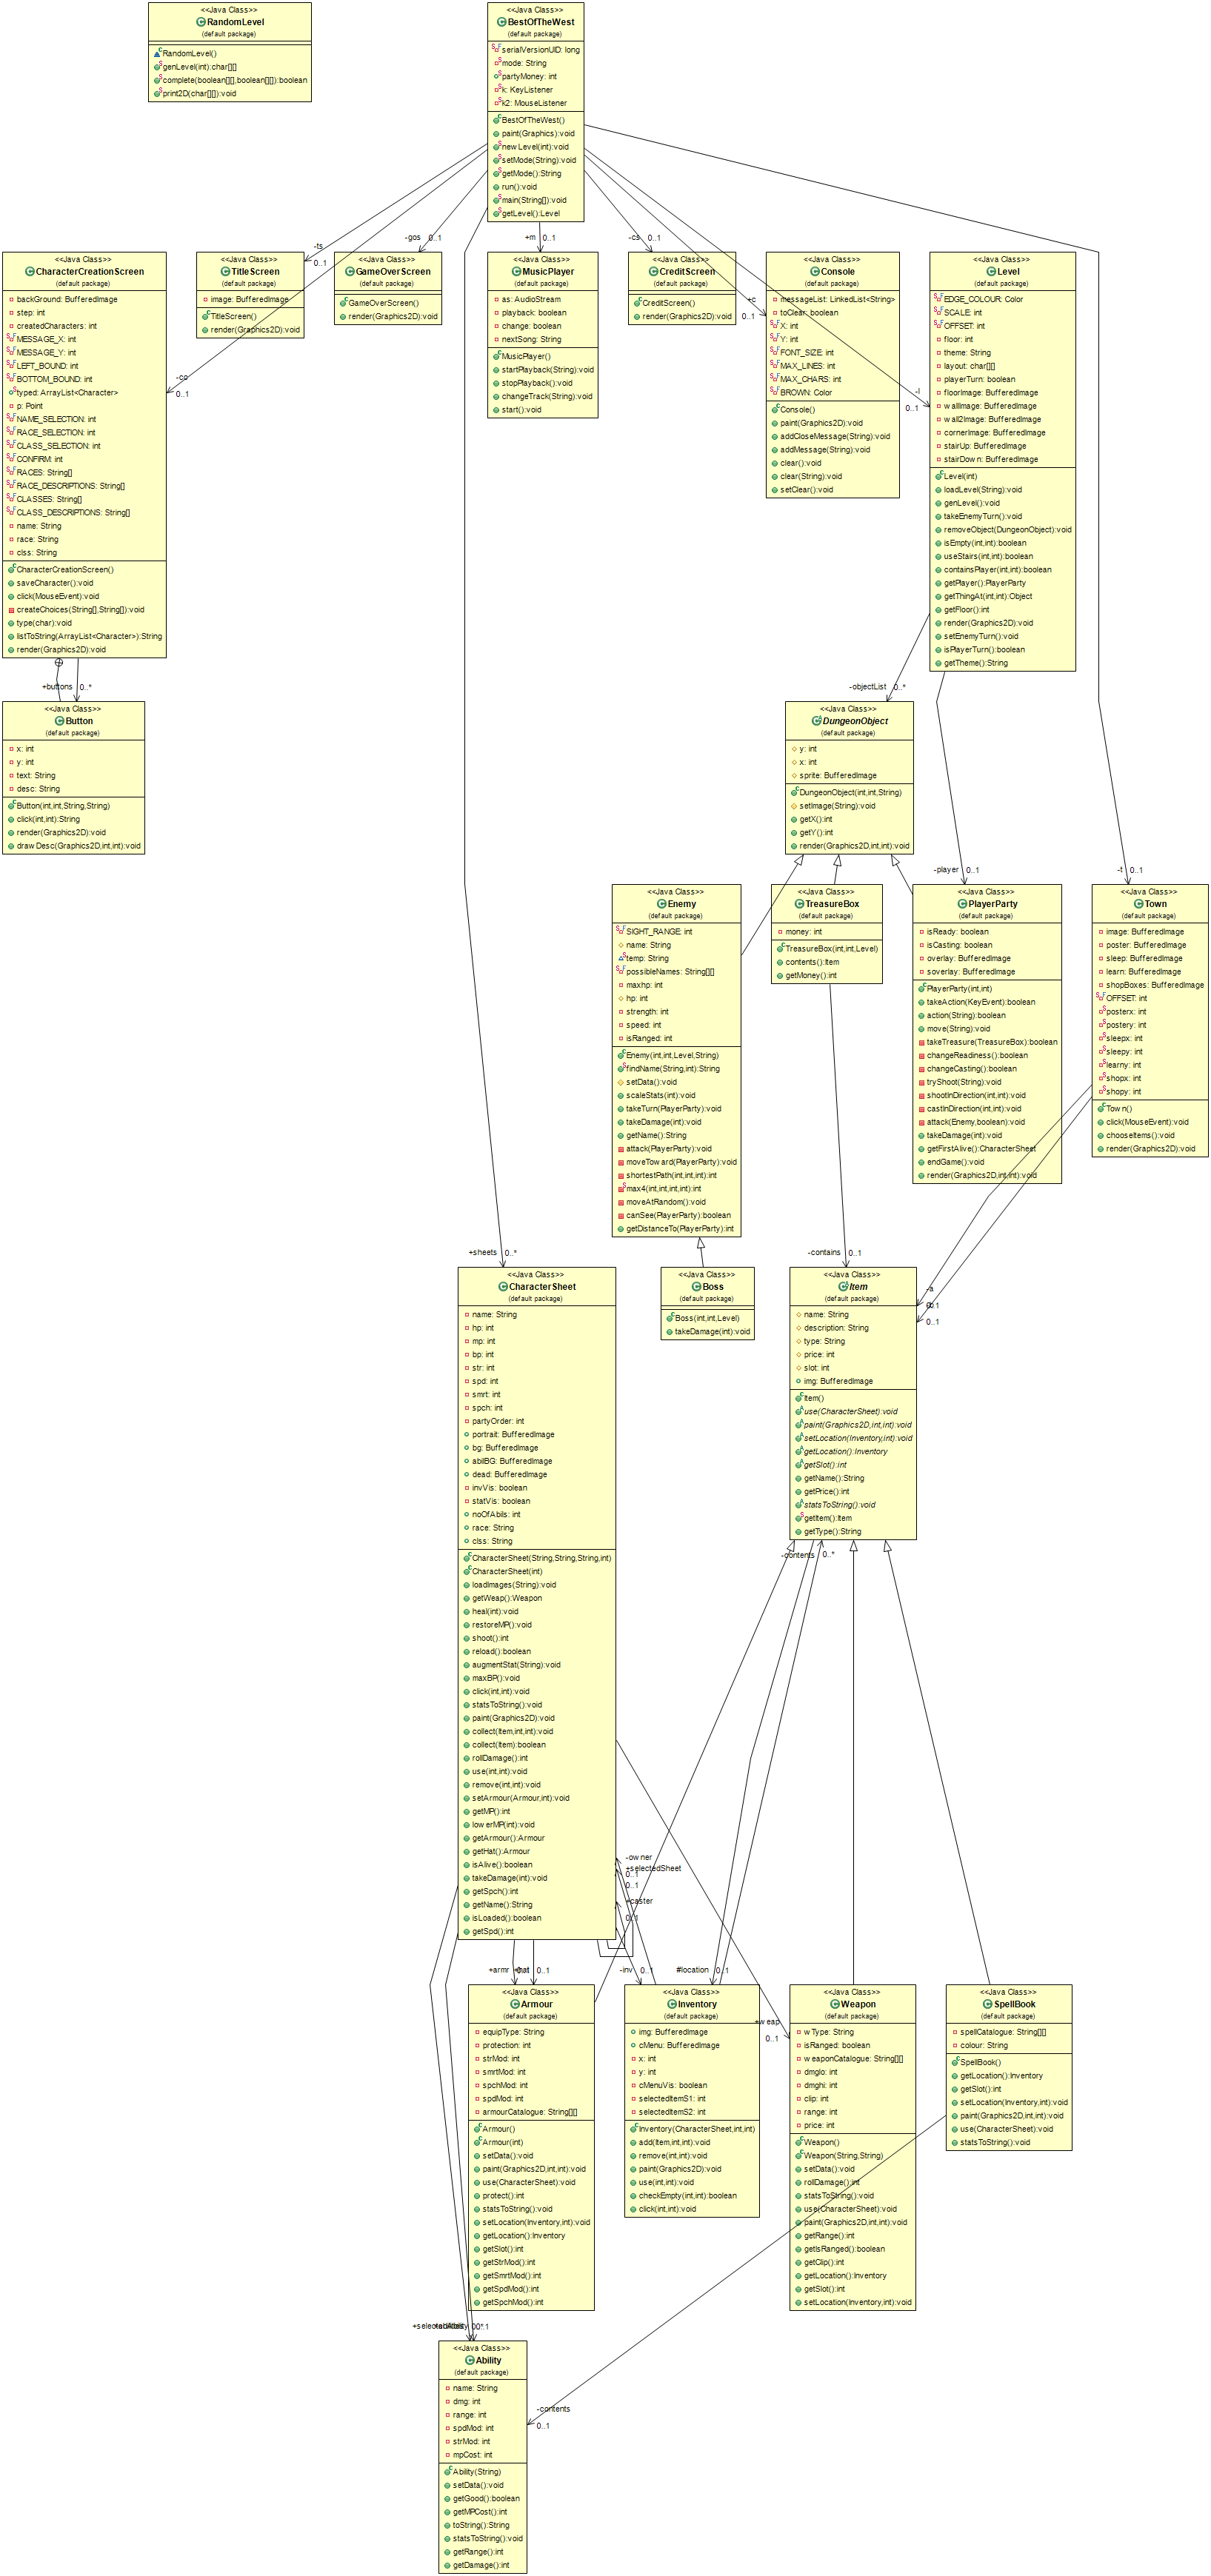 <<Java Class>>
RandomLevel
(default package)
RandomLevel()
genLevel(int):char[][]
complete(boolean[][],boolean[][]):boolean
print2D(char[][]):void
<<Java Class>>
BestOfTheWest
(default package)
serialVersionUID: long
mode: String
partyMoney: int
k: KeyListener
k2: MouseListener
BestOfTheWest()
paint(Graphics):void
newLevel(int):void
setMode(String):void
getMode():String
run():void
main(String[]):void
getLevel():Level
-ts
0..1
-gos
0..1
+m
0..1
-cs
0..1
+c
0..1
-l
0..1
-cc
0..1
<<Java Class>>
CharacterCreationScreen
(default package)
backGround: BufferedImage
step: int
createdCharacters: int
MESSAGE_X: int
MESSAGE_Y: int
LEFT_BOUND: int
BOTTOM_BOUND: int
typed: ArrayList<Character>
p: Point
NAME_SELECTION: int
RACE_SELECTION: int
CLASS_SELECTION: int
CONFIRM: int
RACES: String[]
RACE_DESCRIPTIONS: String[]
CLASSES: String[]
CLASS_DESCRIPTIONS: String[]
name: String
race: String
clss: String
CharacterCreationScreen()
saveCharacter():void
click(MouseEvent):void
createChoices(String[],String[]):void
type(char):void
listToString(ArrayList<Character>):String
render(Graphics2D):void
<<Java Class>>
TitleScreen
(default package)
image: BufferedImage
TitleScreen()
render(Graphics2D):void
<<Java Class>>
GameOverScreen
(default package)
GameOverScreen()
render(Graphics2D):void
<<Java Class>>
MusicPlayer
(default package)
as: AudioStream
playback: boolean
change: boolean
nextSong: String
MusicPlayer()
startPlayback(String):void
stopPlayback():void
changeTrack(String):void
start():void
<<Java Class>>
CreditScreen
(default package)
CreditScreen()
render(Graphics2D):void
<<Java Class>>
Console
(default package)
messageList: LinkedList<String>
toClear: boolean
X: int
Y: int
FONT_SIZE: int
MAX_LINES: int
MAX_CHARS: int
BROWN: Color
Console()
paint(Graphics2D):void
addCloseMessage(String):void
addMessage(String):void
clear():void
clear(String):void
setClear():void
<<Java Class>>
Level
(default package)
EDGE_COLOUR: Color
SCALE: int
OFFSET: int
floor: int
theme: String
layout: char[][]
playerTurn: boolean
floorImage: BufferedImage
wallImage: BufferedImage
wall2Image: BufferedImage
cornerImage: BufferedImage
stairUp: BufferedImage
stairDown: BufferedImage
Level(int)
loadLevel(String):void
genLevel():void
takeEnemyTurn():void
removeObject(DungeonObject):void
isEmpty(int,int):boolean
useStairs(int,int):boolean
containsPlayer(int,int):boolean
getPlayer():PlayerParty
getThingAt(int,int):Object
getFloor():int
render(Graphics2D):void
setEnemyTurn():void
isPlayerTurn():boolean
getTheme():String
+buttons
0..*
-objectList
0..*
<<Java Class>>
Button
(default package)
x: int
y: int
text: String
desc: String
Button(int,int,String,String)
click(int,int):String
render(Graphics2D):void
drawDesc(Graphics2D,int,int):void
<<Java Class>>
DungeonObject
(default package)
y: int
x: int
sprite: BufferedImage
DungeonObject(int,int,String)
setImage(String):void
getX():int
getY():int
render(Graphics2D,int,int):void
-player
0..1
-t
0..1
<<Java Class>>
Enemy
(default package)
SIGHT_RANGE: int
name: String
temp: String
possibleNames: String[][]
maxhp: int
hp: int
strength: int
speed: int
isRanged: int
Enemy(int,int,Level,String)
findName(String,int):String
setData():void
scaleStats(int):void
takeTurn(PlayerParty):void
takeDamage(int):void
getName():String
attack(PlayerParty):void
moveToward(PlayerParty):void
shortestPath(int,int,int):int
max4(int,int,int,int):int
moveAtRandom():void
canSee(PlayerParty):boolean
getDistanceTo(PlayerParty):int
<<Java Class>>
TreasureBox
(default package)
money: int
TreasureBox(int,int,Level)
contents():Item
getMoney():int
<<Java Class>>
PlayerParty
(default package)
isReady: boolean
isCasting: boolean
overlay: BufferedImage
soverlay: BufferedImage
PlayerParty(int,int)
takeAction(KeyEvent):boolean
action(String):boolean
move(String):void
takeTreasure(TreasureBox):boolean
changeReadiness():boolean
changeCasting():boolean
tryShoot(String):void
shootInDirection(int,int):void
castInDirection(int,int):void
attack(Enemy,boolean):void
takeDamage(int):void
getFirstAlive():CharacterSheet
endGame():void
render(Graphics2D,int,int):void
<<Java Class>>
Town
(default package)
image: BufferedImage
poster: BufferedImage
sleep: BufferedImage
learn: BufferedImage
shopBoxes: BufferedImage
OFFSET: int
posterx: int
postery: int
sleepx: int
sleepy: int
learny: int
shopx: int
shopy: int
Town()
click(MouseEvent):void
chooseItems():void
render(Graphics2D):void
+sheets
0..*
-contains
0..1
-a
0..1
<<Java Class>>
CharacterSheet
(default package)
name: String
hp: int
mp: int
bp: int
str: int
spd: int
smrt: int
spch: int
partyOrder: int
portrait: BufferedImage
bg: BufferedImage
abilBG: BufferedImage
dead: BufferedImage
invVis: boolean
statVis: boolean
noOfAbils: int
race: String
clss: String
CharacterSheet(String,String,String,int)
CharacterSheet(int)
loadImages(String):void
getWeap():Weapon
heal(int):void
restoreMP():void
shoot():int
reload():boolean
augmentStat(String):void
maxBP():void
click(int,int):void
statsToString():void
paint(Graphics2D):void
collect(Item,int,int):void
collect(Item):boolean
rollDamage():int
use(int,int):void
remove(int,int):void
setArmour(Armour,int):void
getMP():int
lowerMP(int):void
getArmour():Armour
getHat():Armour
isAlive():boolean
takeDamage(int):void
getSpch():int
getName():String
isLoaded():boolean
getSpd():int
<<Java Class>>
Boss
(default package)
Boss(int,int,Level)
takeDamage(int):void
<<Java Class>>
Item
(default package)
name: String
description: String
type: String
price: int
slot: int
img: BufferedImage
Item()
use(CharacterSheet):void
paint(Graphics2D,int,int):void
setLocation(Inventory,int):void
getLocation():Inventory
getSlot():int
getName():String
getPrice():int
statsToString():void
getItem():Item
getType():String
-contents
0..*
-owner
0..1
+selectedSheet
0..1
+caster
0..1
+armr
0..1
-inv
0..1
#location
0..1
+weap
0..1
<<Java Class>>
Armour
(default package)
equipType: String
protection: int
strMod: int
smrtMod: int
spchMod: int
spdMod: int
armourCatalogue: String[][]
Armour()
Armour(int)
setData():void
paint(Graphics2D,int,int):void
use(CharacterSheet):void
protect():int
statsToString():void
setLocation(Inventory,int):void
getLocation():Inventory
getSlot():int
getStrMod():int
getSmrtMod():int
getSpdMod():int
getSpchMod():int
<<Java Class>>
Inventory
(default package)
img: BufferedImage
cMenu: BufferedImage
x: int
y: int
cMenuVis: boolean
selectedItemS1: int
selectedItemS2: int
Inventory(CharacterSheet,int,int)
add(Item,int,int):void
remove(int,int):void
paint(Graphics2D):void
use(int,int):void
checkEmpty(int,int):boolean
click(int,int):void
<<Java Class>>
Weapon
(default package)
wType: String
isRanged: boolean
weaponCatalogue: String[][]
dmglo: int
dmghi: int
clip: int
range: int
price: int
Weapon()
Weapon(String,String)
setData():void
rollDamage():int
statsToString():void
use(CharacterSheet):void
paint(Graphics2D,int,int):void
getRange():int
getIsRanged():boolean
getClip():int
getLocation():Inventory
getSlot():int
setLocation(Inventory,int):void
<<Java Class>>
SpellBook
(default package)
spellCatalogue: String[][]
colour: String
SpellBook()
getLocation():Inventory
getSlot():int
setLocation(Inventory,int):void
paint(Graphics2D,int,int):void
use(CharacterSheet):void
statsToString():void
<<Java Class>>
Ability
(default package)
name: String
dmg: int
range: int
spdMod: int
strMod: int
mpCost: int
Ability(String)
setData():void
getGood():boolean
getMPCost():int
toString():String
statsToString():void
getRange():int
getDamage():int
-contents
0..1